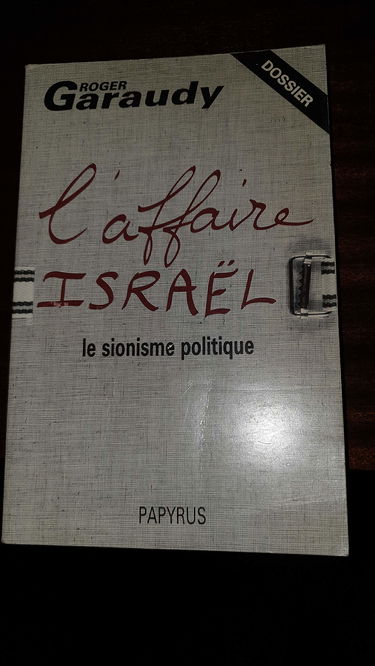 ROGER
Garaudy
DOSSIER
l'affaire
ISRAËL
le sionisme politique
PAPYRUS